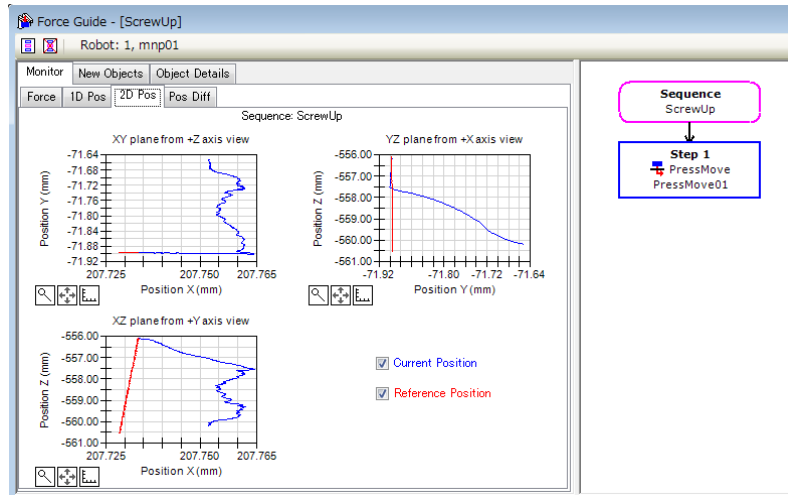 Force Guide - [ScrewUp]
Robot: 1, mnp01
Monitor New Objects Object Details
Force 1D Pos 2D Pos Pos Diff
Sequence: ScrewUp
XY plane from +Z axis view
-71.64
-71.68
-71.72
-71.76
-71.80
-71.84
-71.88
-71.92
Position Y (mm)
207.725 207.750 207.765
Position X (mm)
YZ plane from +X axis view
-556.00
-557.00
-558.00
-559.00
-560.00
-561.00
Position Z (mm)
-71.92 -71.80 -71.72 -71.64
Position Y (mm)
XZ plane from +Y axis view
-556.00
-557.00
-558.00
-559.00
-560.00
-561.00
Position Z (mm)
207.725 207.750 207.765
Position X (mm)
Current Position
Reference Position
Sequence
ScrewUp
Step 1
PressMove
PressMove01